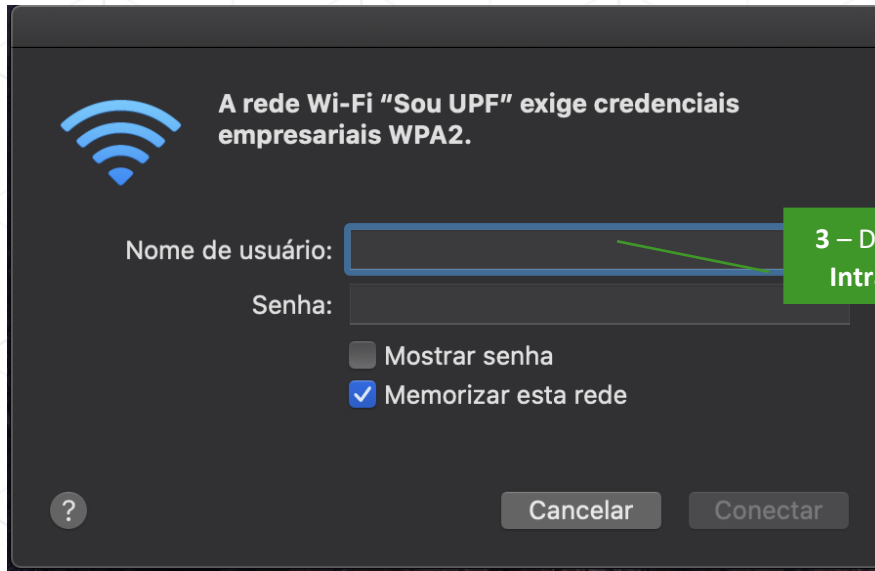 A rede Wi-Fi “Sou UPF” exige credenciais
empresariais WPA2.
Nome de usuário:
3 – D
Intr
Senha:
Mostrar senha
Memorizar esta rede
?
Cancelar
Conectar